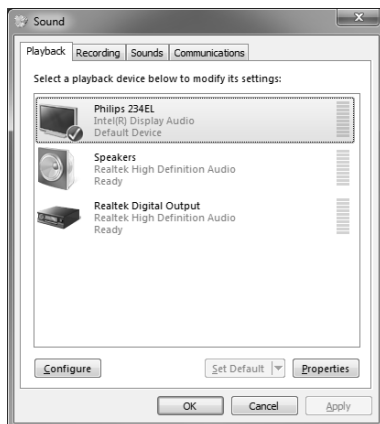 Sound
Playback Recording Sounds Communications
Select a playback device below to modify its settings:
Philips 234EL
Intel(R) Display Audio
Default Device
Speakers
Realtek High Definition Audio
Ready
Realtek Digital Output
Realtek High Definition Audio
Ready
Configure Set Default Properties
OK Cancel Apply